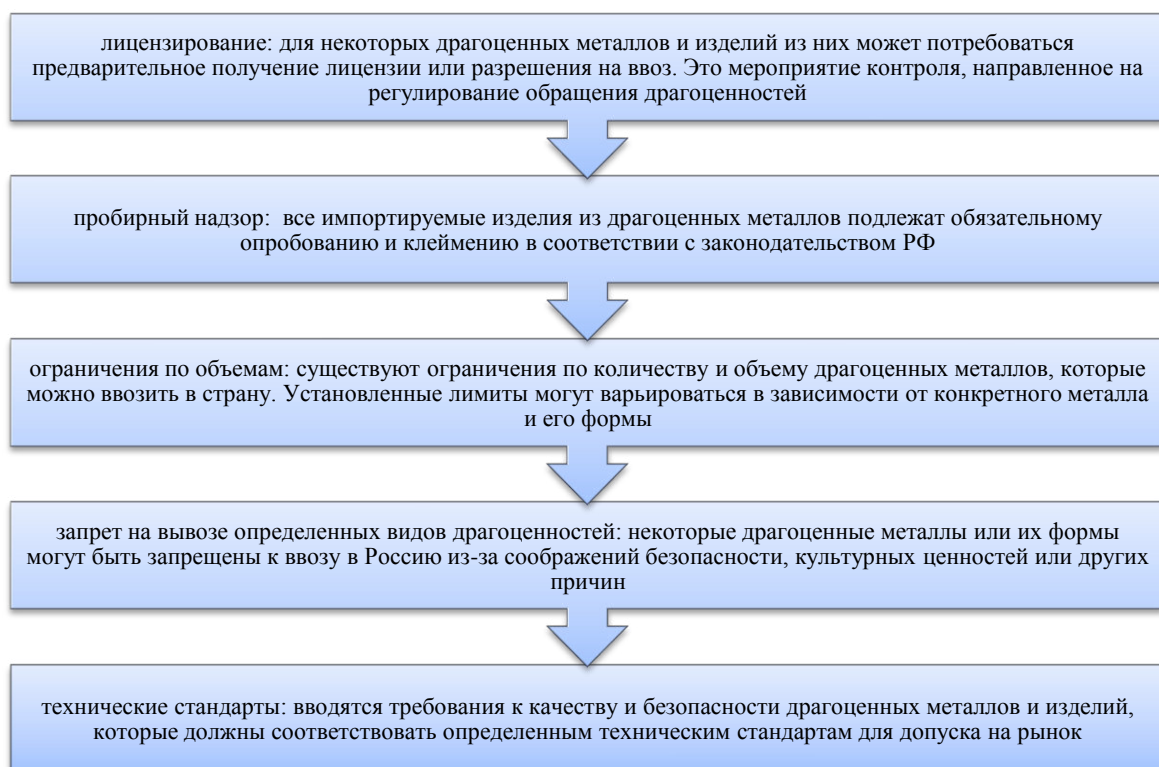 лицензирование: для некоторых драгоценных металлов и изделий из них может потребоваться
предварительное получение лицензии или разрешения на ввоз. Это мероприятие контроля, направленное на
регулирование обращения драгоценностей
пробирный надзор: все импортируемые изделия из драгоценных металлов подлежат обязательному
опробованию и клеймению в соответствии с законодательством РФ
ограничения по объемам: существуют ограничения по количеству и объему драгоценных металлов, которые
можно ввозить в страну. Установленные лимиты могут варьироваться в зависимости от конкретного металла
и его формы
запрет на вывозе определенных видов драгоценностей: некоторые драгоценные металлы или их формы
могут быть запрещены к ввозу в Россию из-за соображений безопасности, культурных ценностей или других
причин
технические стандарты: вводятся требования к качеству и безопасности драгоценных металлов и изделий,
которые должны соответствовать определенным техническим стандартам для допуска на рынок